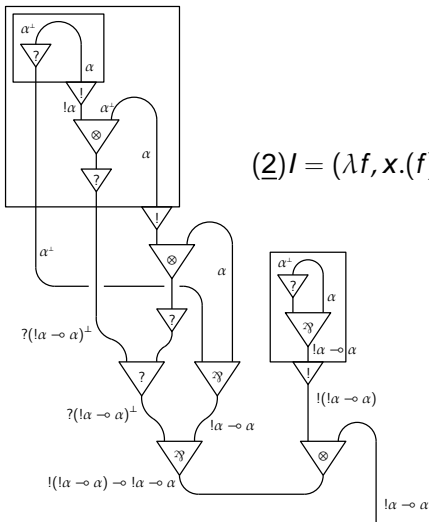 α⊥
?
α
!
!α
α⊥
⊗
α
?
(2)I = (λf, x.(f)
!
α⊥
⊗
α
α⊥
?
α
?
⅋
?(!α ⊸ α)⊥
!α ⊸ α
?
⅋
!
!(!α ⊸ α)
?(!α ⊸ α)⊥
!α ⊸ α
⅋
⊗
!(!α ⊸ α) ⊸ !α ⊸ α
!α ⊸ α